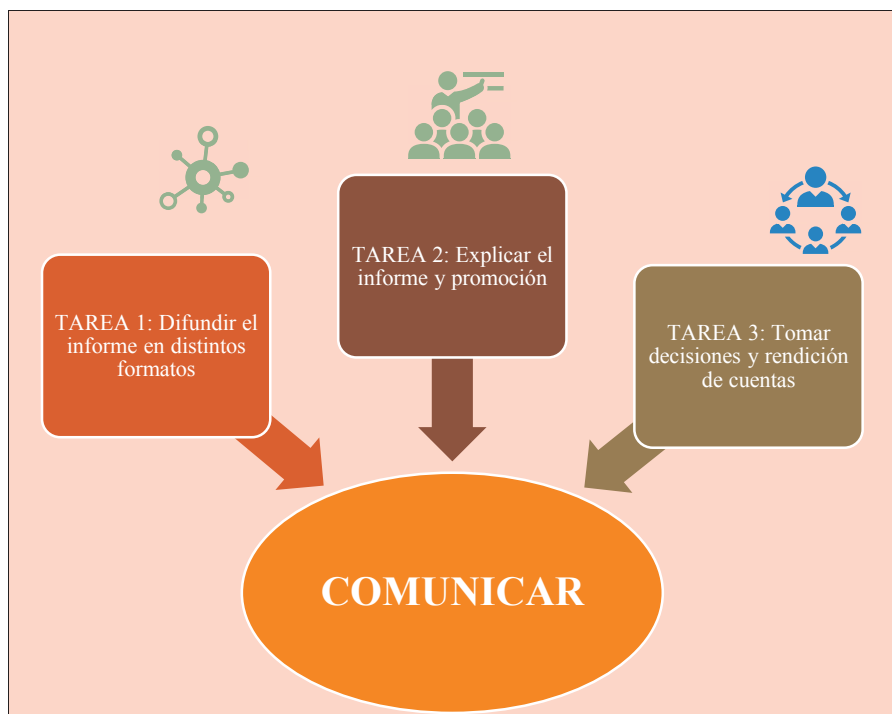 TAREA 1: Difundir el
informe en distintos
formatos
TAREA 2: Explicar el
informe y promoción
TAREA 3: Tomar
decisiones y rendición
de cuentas
COMUNICAR